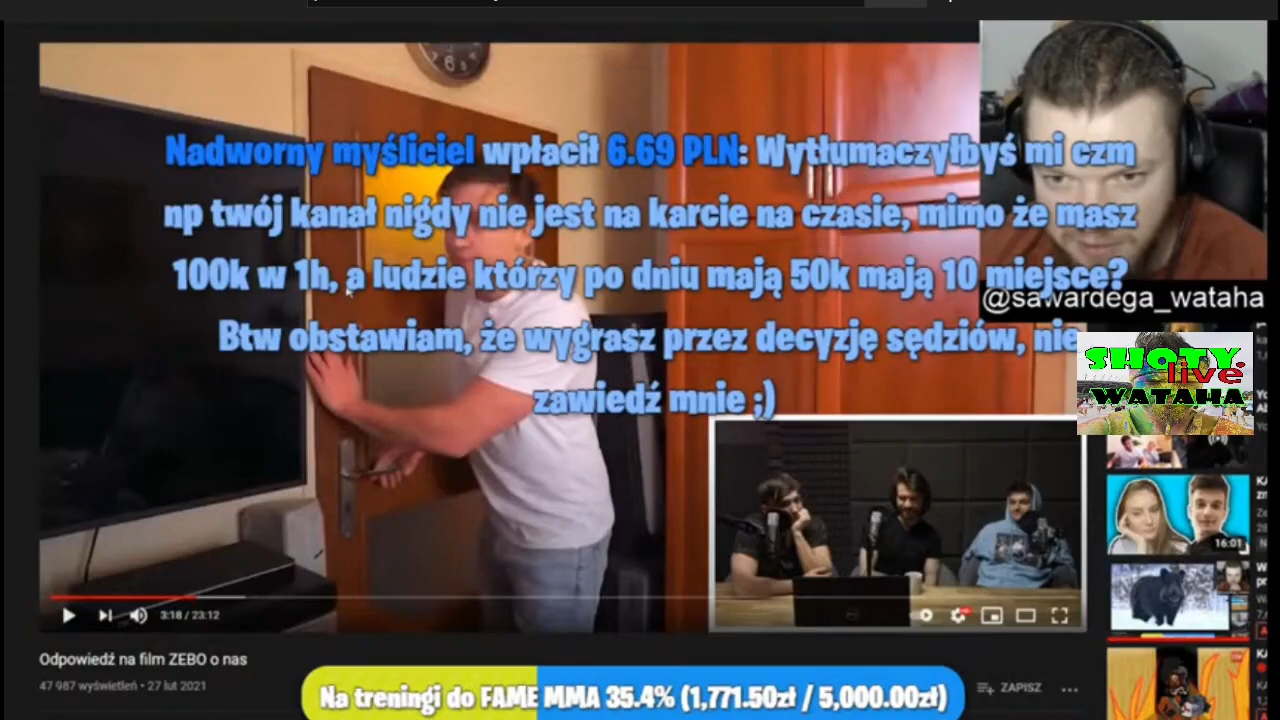 Nadworny myśliciel wpłacił 6.69 PLN: Wytłumaczyłbyś mi czm
np twój kanał nigdy nie jest na karcie na czasie, mimo że masz
100k w 1h, a ludzie którzy po dniu mają 50k mają 10 miejsce?
@sawardega_wataha
Btw obstawiam, że wygrasz przez decyzję sędziów, nie
zawiedź mnie ;)
SHOTY.
live
WATAHA
16:01
3:18 / 23:12
Odpowiedź na film ZEBO o nas
47 987 wyświetleń • 27 lut 2021
ZAPISZ
Na treningi do FAME MMA 35.4% (1,771.50zł / 5,000.00zł)